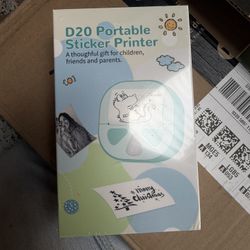 D20 Portable
Sticker Printer
A thoughtful gift for children,
friends and parents.
Merry
Christmas